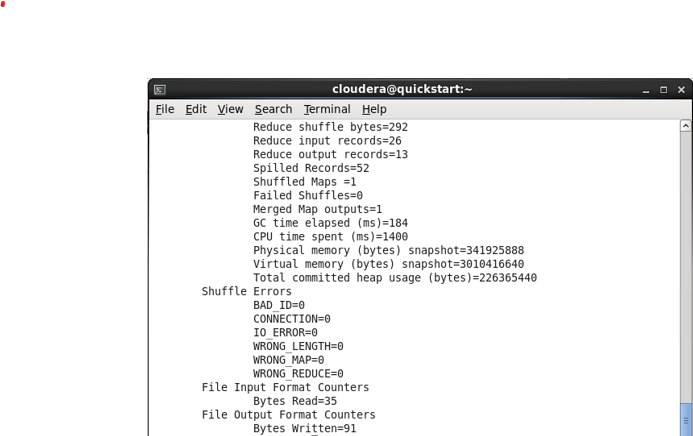 cloudera@quickstart:~
File Edit View Search Terminal Help
Reduce shuffle bytes=292
Reduce input records=26
Reduce output records=13
Spilled Records=52
Shuffled Maps =1
Failed Shuffles=0
Merged Map outputs=1
GC time elapsed (ms)=184
CPU time spent (ms)=1400
Physical memory (bytes) snapshot=341925888
Virtual memory (bytes) snapshot=3010416640
Total committed heap usage (bytes)=226365440
Shuffle Errors
BAD_ID=0
CONNECTION=0
IO_ERROR=0
WRONG_LENGTH=0
WRONG_MAP=0
WRONG_REDUCE=0
File Input Format Counters
Bytes Read=35
File Output Format Counters
Bytes Written=91